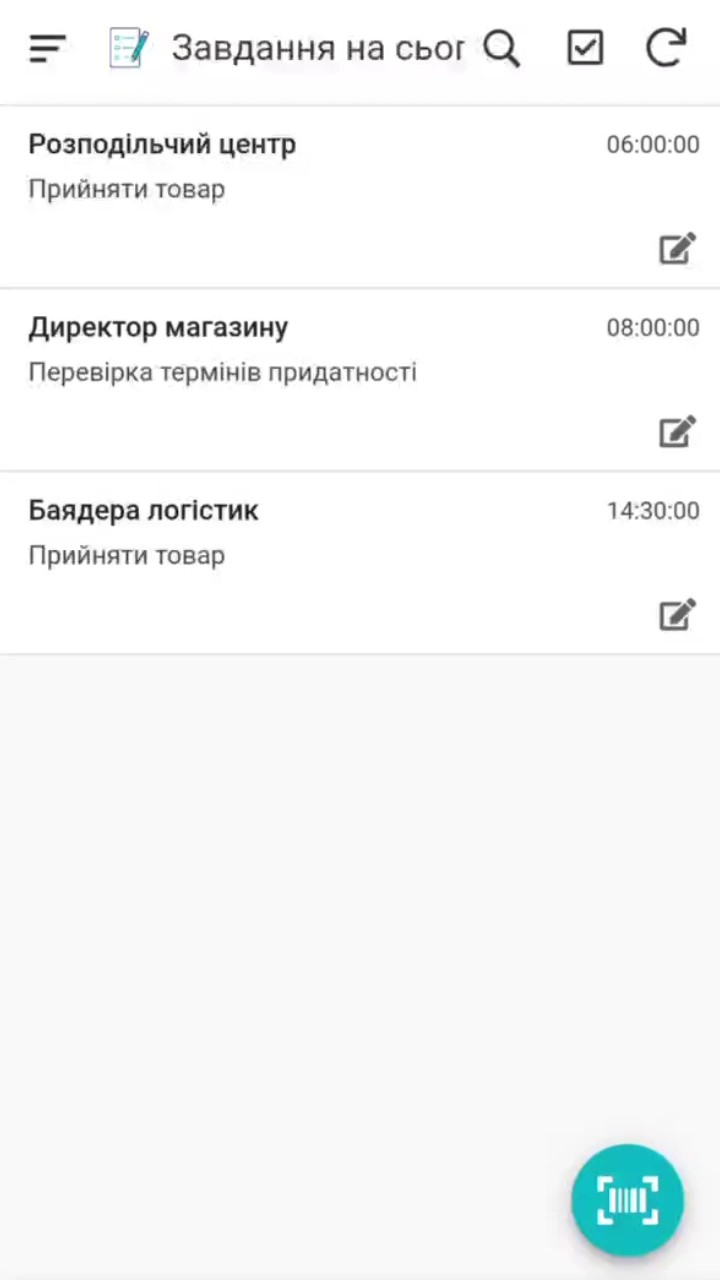 Завдання на сьог
Розподільчий центр 06:00:00
Прийняти товар
Директор магазину 08:00:00
Перевірка термінів придатності
Баядера логістик 14:30:00
Прийняти товар